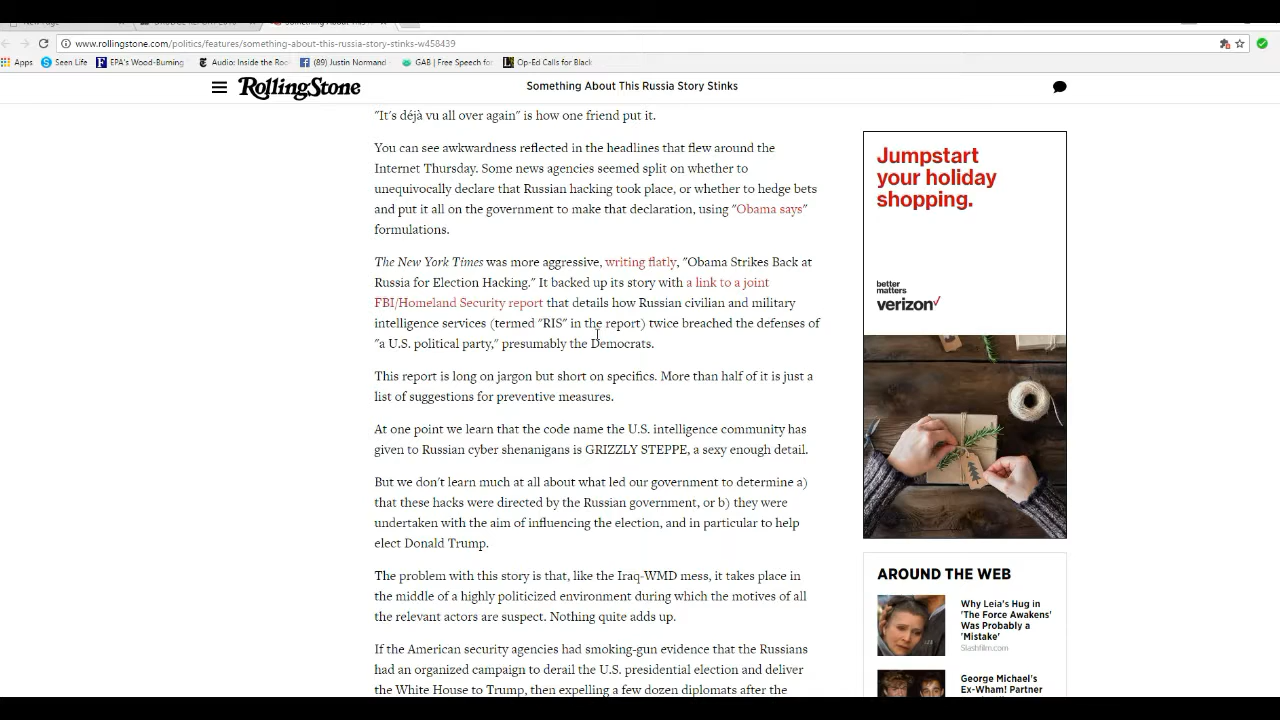 www.rollingstone.com/politics/features/something-about-this-russia-story-stinks-w458439
Apps
Seen Life
EPA's Wood-Burning
Audio: Inside the Roo
(89) Justin Normand
GAB | Free Speech fo
Op-Ed Calls for Black
RollingStone
Something About This Russia Story Stinks
"It's déjà vu all over again" is how one friend put it.
You can see awkwardness reflected in the headlines that flew around the
Internet Thursday. Some news agencies seemed split on whether to
unequivocally declare that Russian hacking took place, or whether to hedge bets
and put it all on the government to make that declaration, using "Obama says"
formulations.
The New York Times was more aggressive, writing flatly, "Obama Strikes Back at
Russia for Election Hacking." It backed up its story with a link to a joint
FBI/Homeland Security report that details how Russian civilian and military
intelligence services (termed "RIS" in the report) twice breached the defenses of
"a U.S. political party," presumably the Democrats.
This report is long on jargon but short on specifics. More than half of it is just a
list of suggestions for preventive measures.
At one point we learn that the code name the U.S. intelligence community has
given to Russian cyber shenanigans is GRIZZLY STEPPE, a sexy enough detail.
But we don't learn much at all about what led our government to determine a)
that these hacks were directed by the Russian government, or b) they were
undertaken with the aim of influencing the election, and in particular to help
elect Donald Trump.
The problem with this story is that, like the Iraq-WMD mess, it takes place in
the middle of a highly politicized environment during which the motives of all
the relevant actors are suspect. Nothing quite adds up.
If the American security agencies had smoking-gun evidence that the Russians
had an organized campaign to derail the U.S. presidential election and deliver
the White House to Trump, then expelling a few dozen diplomats after the
Jumpstart
your holiday
shopping.
better
matters
verizon
AROUND THE WEB
Why Leia's Hug in
'The Force Awakens'
Was Probably a
'Mistake'
Slashfilm.com
George Michael's
Ex-Wham! Partner